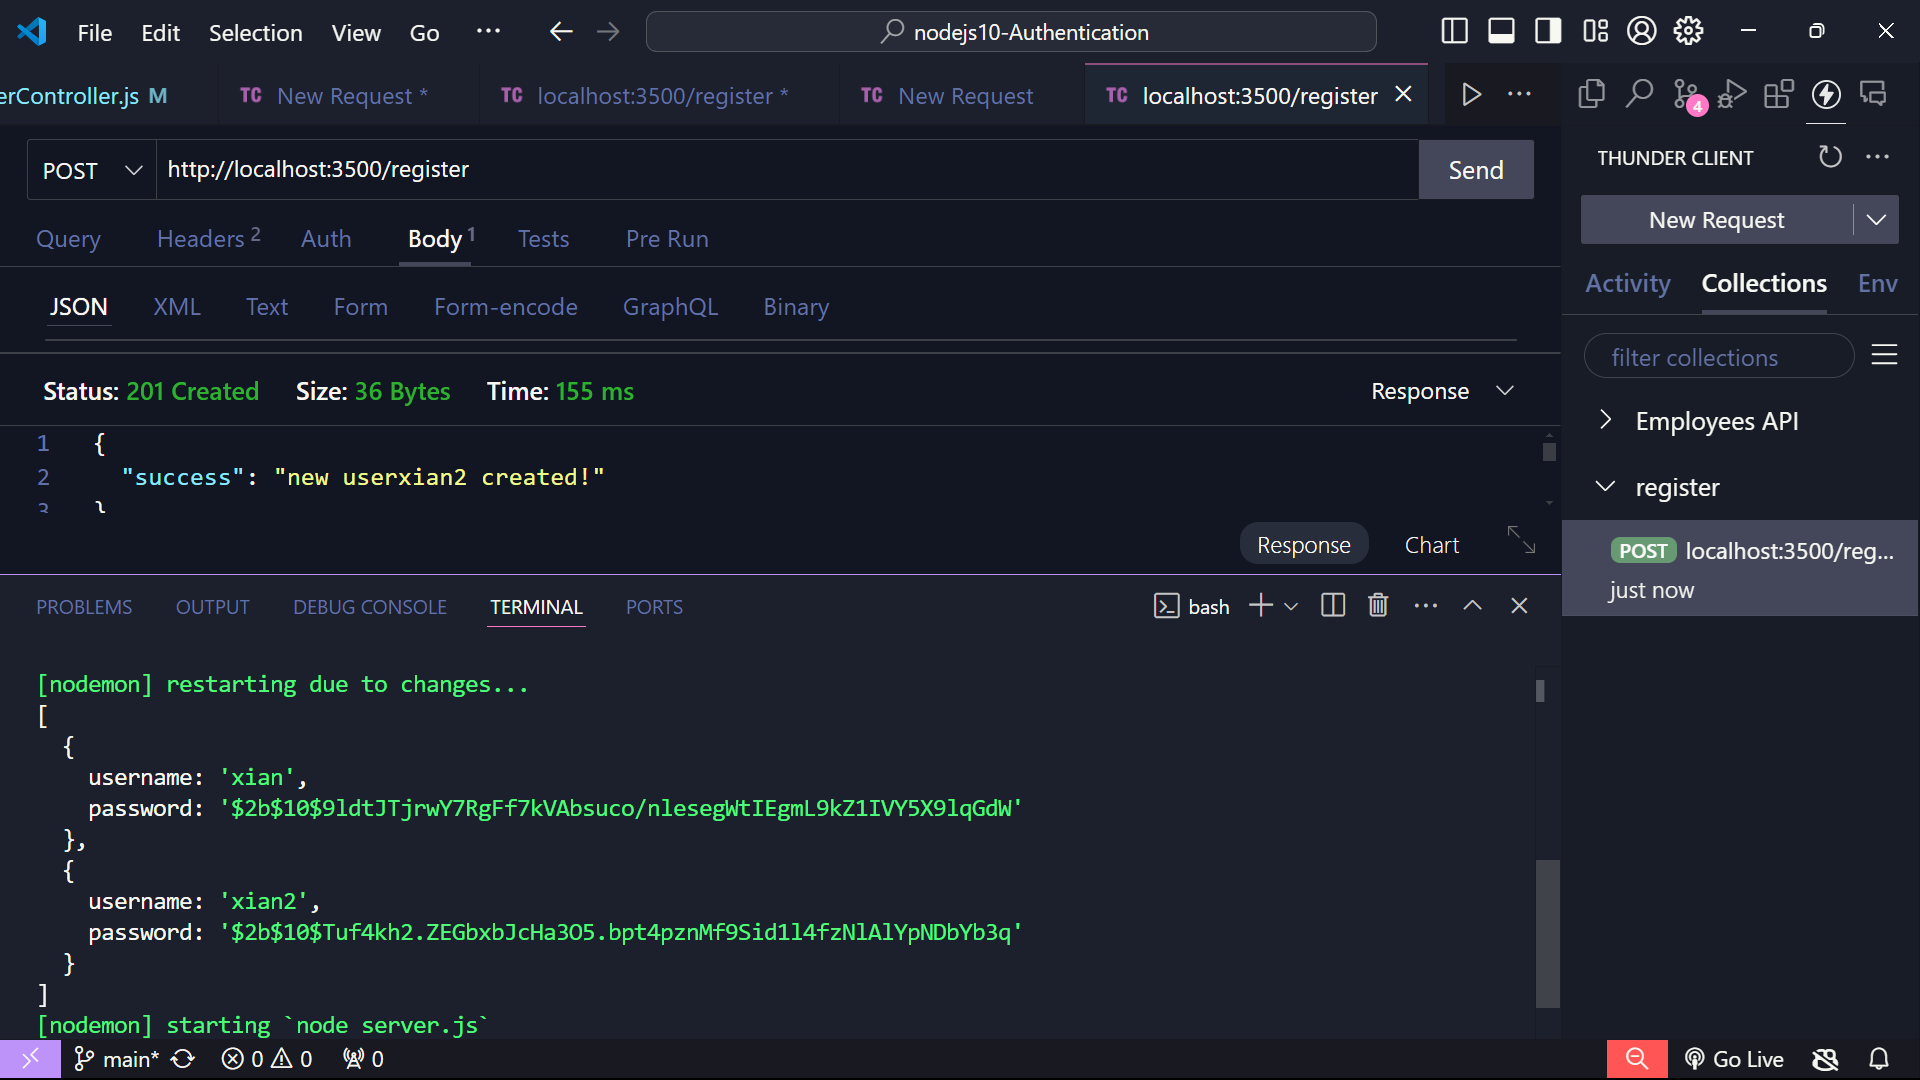 File Edit Selection View Go ··· nodejs10-Authentication
erController.js M TC New Request * TC localhost:3500/register * TC New Request TC localhost:3500/register
4
POST http://localhost:3500/register Send
Query Headers 2 Auth Body 1 Tests Pre Run
JSON XML Text Form Form-encode GraphQL Binary
Status: 201 Created Size: 36 Bytes Time: 155 ms Response
1 {
2 "success": "new userxian2 created!"
3 }
Response Chart
PROBLEMS OUTPUT DEBUG CONSOLE TERMINAL PORTS bash
[nodemon] restarting due to changes...
[
{
username: 'xian',
password: '$2b$10$9ldtJTjrwY7RgFf7kVAbsuco/nlesegWtIEgmL9kZ1IVY5X9lqGdW'
},
{
username: 'xian2',
password: '$2b$10$Tuf4kh2.ZEGbxbJcHa3O5.bpt4pznMf9Sid1l4fzNlAlYpNDbYb3q'
}
]
[nodemon] starting `node server.js`
THUNDER CLIENT
New Request
Activity Collections Env
filter collections
Employees API
register
POST localhost:3500/reg...
just now
main* 0 0 0 Go Live